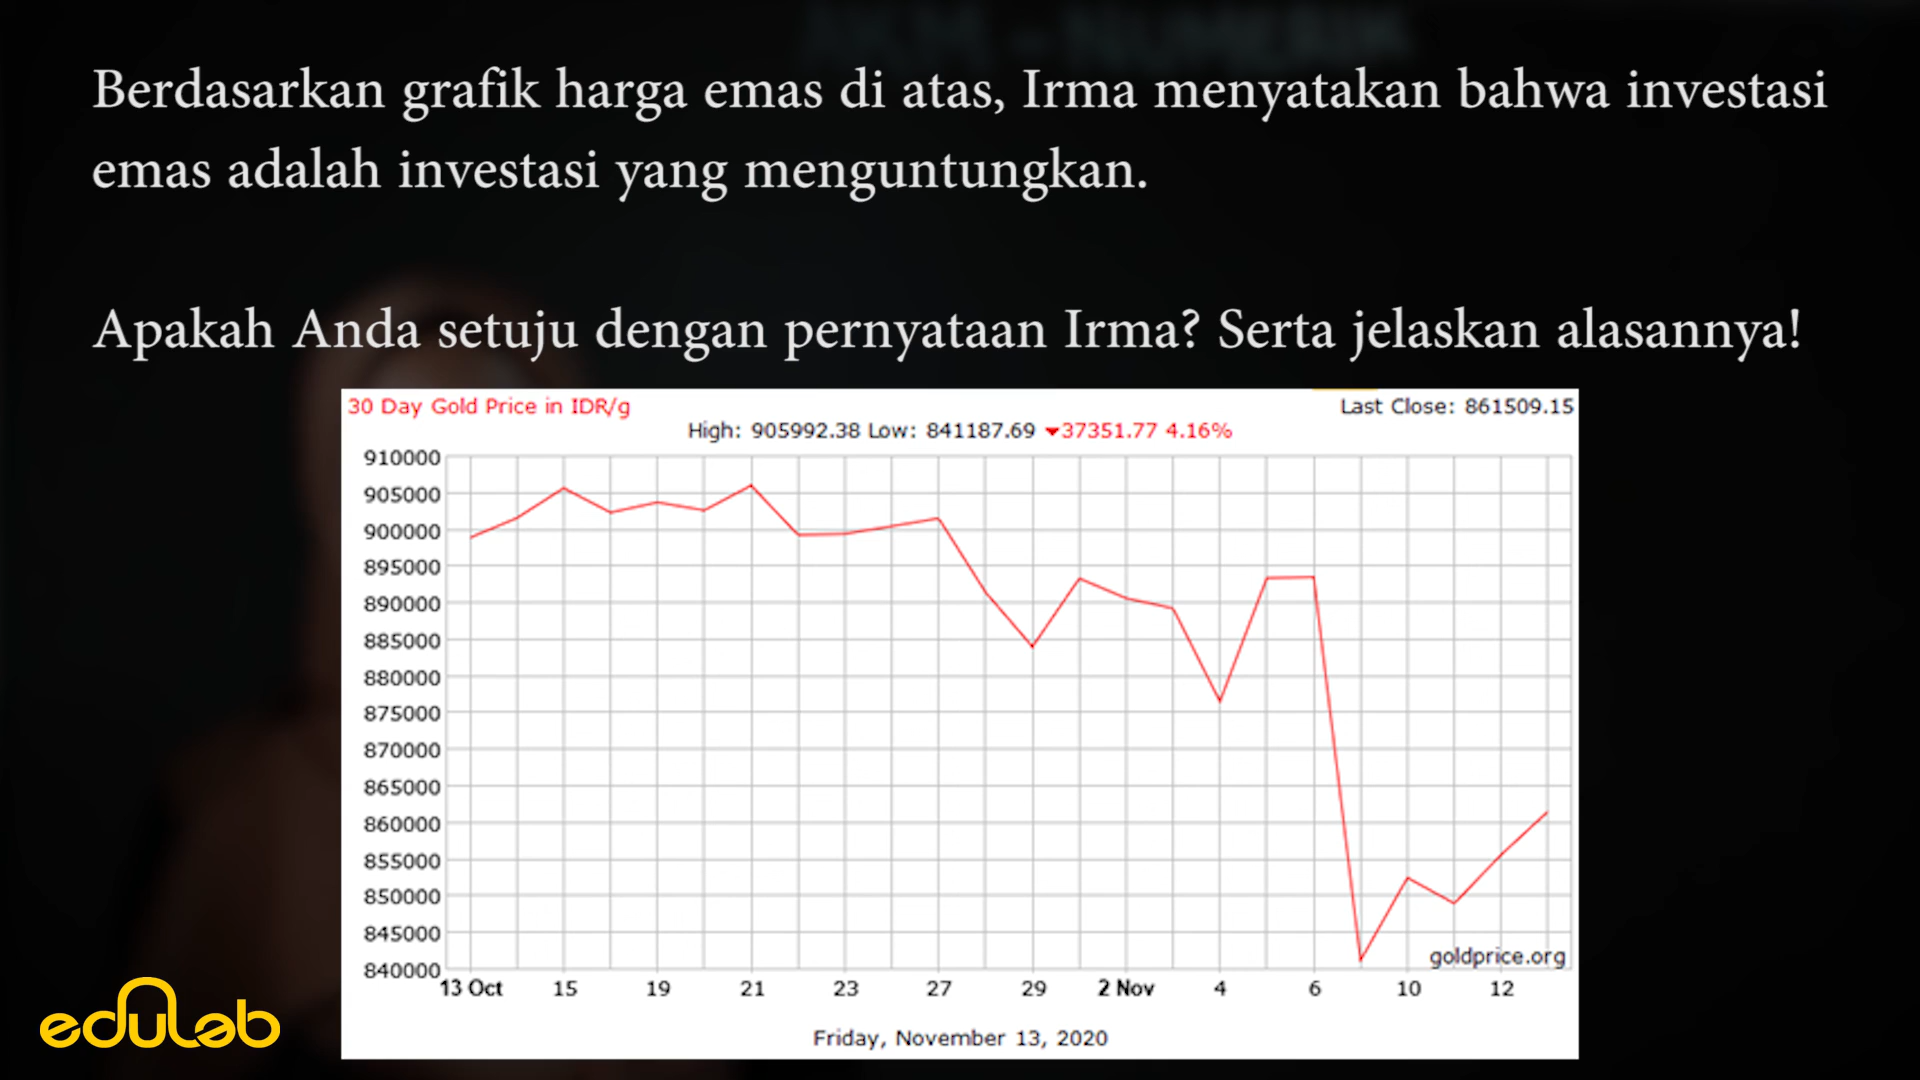 Berdasarkan grafik harga emas di atas, Irma menyatakan bahwa investasi
emas adalah investasi yang menguntungkan.
Apakah Anda setuju dengan pernyataan Irma? Serta jelaskan alasannya!
30 Day Gold Price in IDR/g
Last Close: 861509.15
High: 905992.38 Low: 841187.69 ▼37351.77 4.16%
910000
905000
900000
895000
890000
885000
880000
875000
870000
865000
860000
855000
850000
845000
840000
goldprice.org
13 Oct 15 19 21 23 27 29 2 Nov 4 6 10 12
Friday, November 13, 2020
edulab